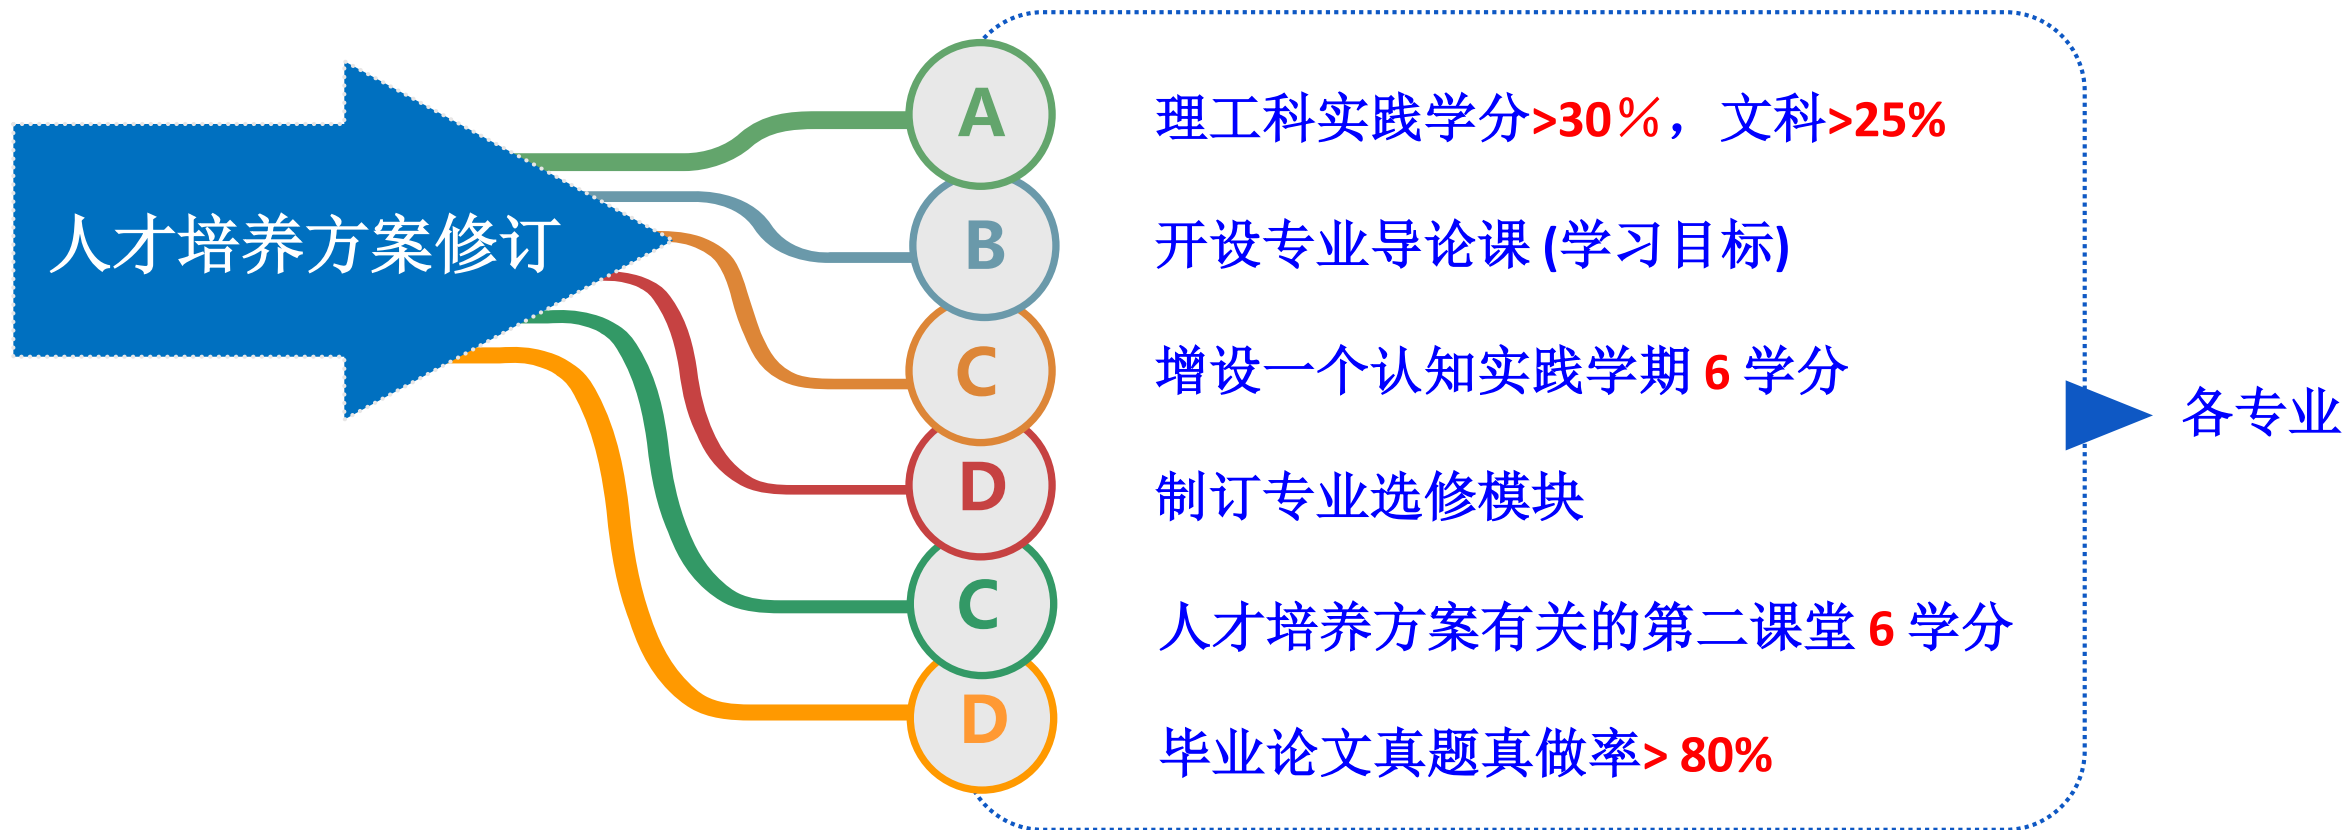 人才培养方案修订
A
理工科实践学分>30％，文科>25%
B
开设专业导论课 (学习目标)
C
增设一个认知实践学期 6 学分
D
制订专业选修模块
C
人才培养方案有关的第二课堂 6 学分
D
毕业论文真题真做率> 80%
各专业